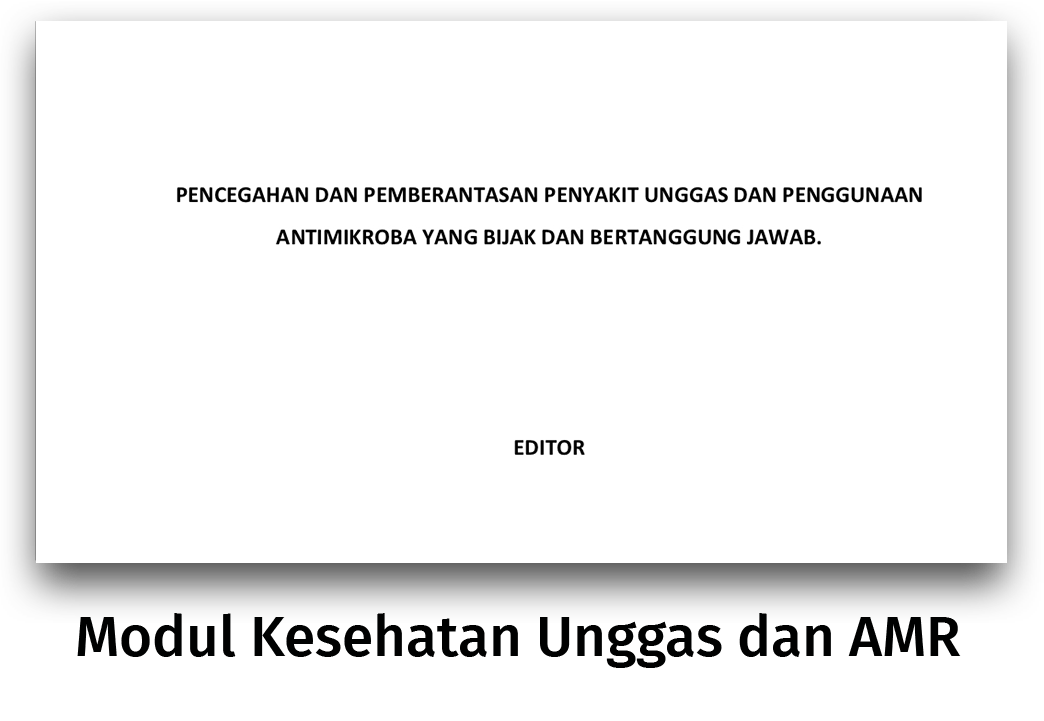 PENCEGAHAN DAN PEMBERANTASAN PENYAKIT UNGGAS DAN PENGGUNAAN
ANTIMIKROBA YANG BIJAK DAN BERTANGGUNG JAWAB.
EDITOR
Modul Kesehatan Unggas dan AMR